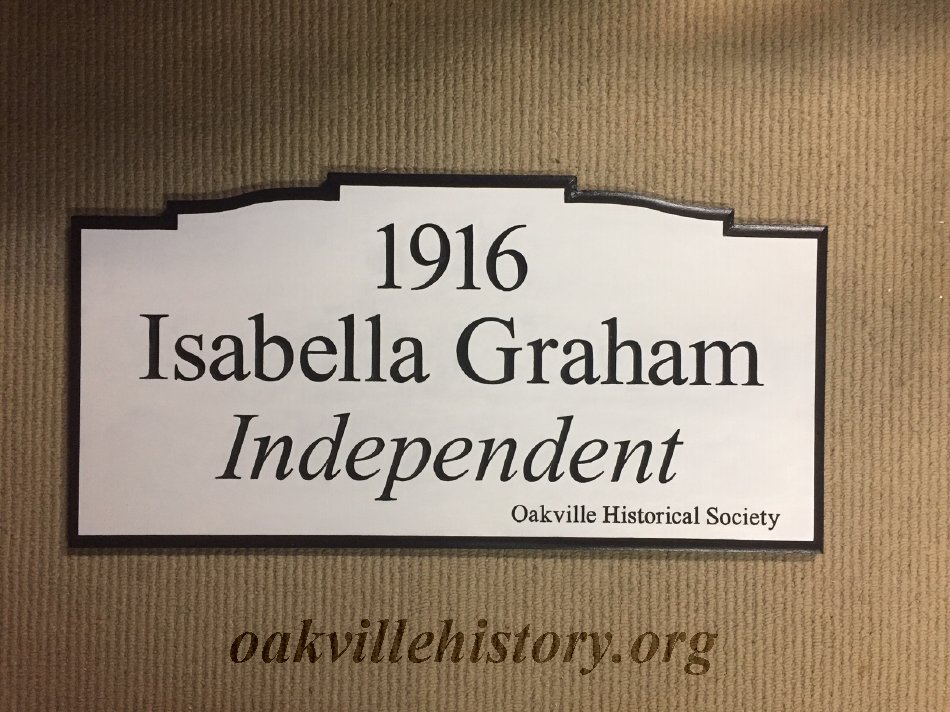 1916
Isabella Graham
Independent
Oakville Historical Society
oakvillehistory.org